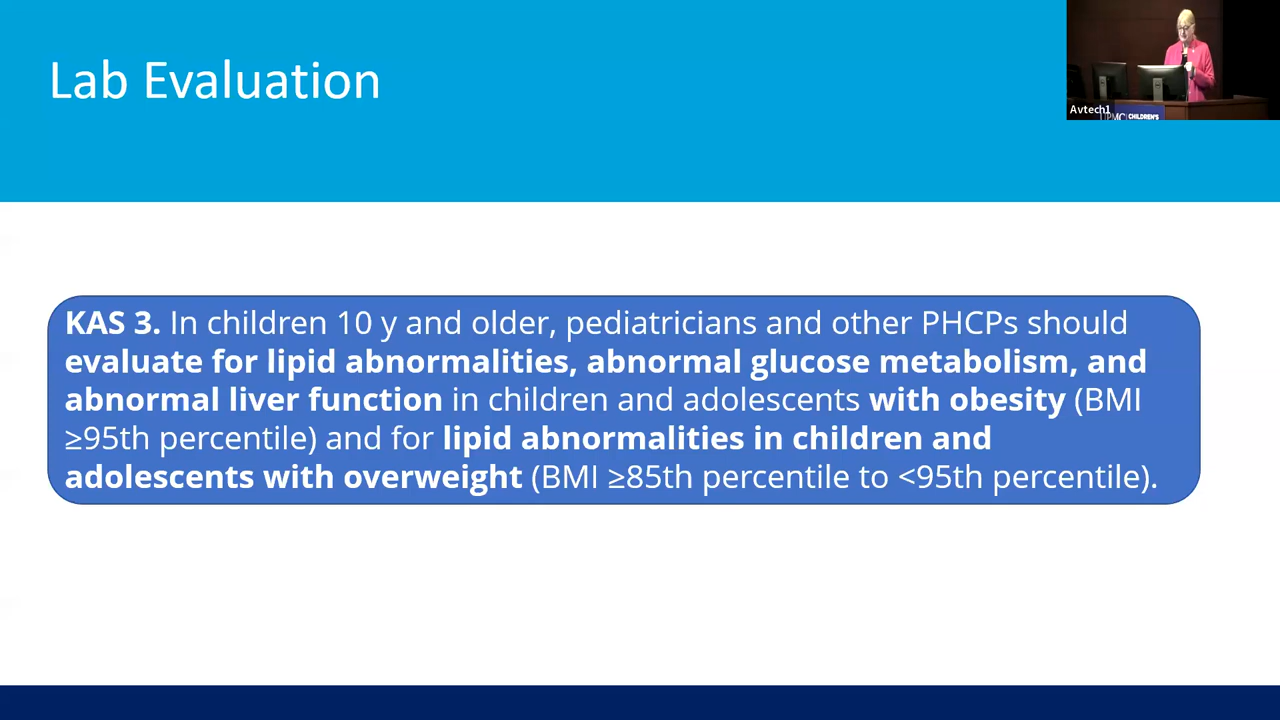 Lab Evaluation
Avtech1
UPMC CHILDREN'S
KAS 3. In children 10 y and older, pediatricians and other PHCPs should
evaluate for lipid abnormalities, abnormal glucose metabolism, and
abnormal liver function in children and adolescents with obesity (BMI
≥95th percentile) and for lipid abnormalities in children and
adolescents with overweight (BMI ≥85th percentile to <95th percentile).